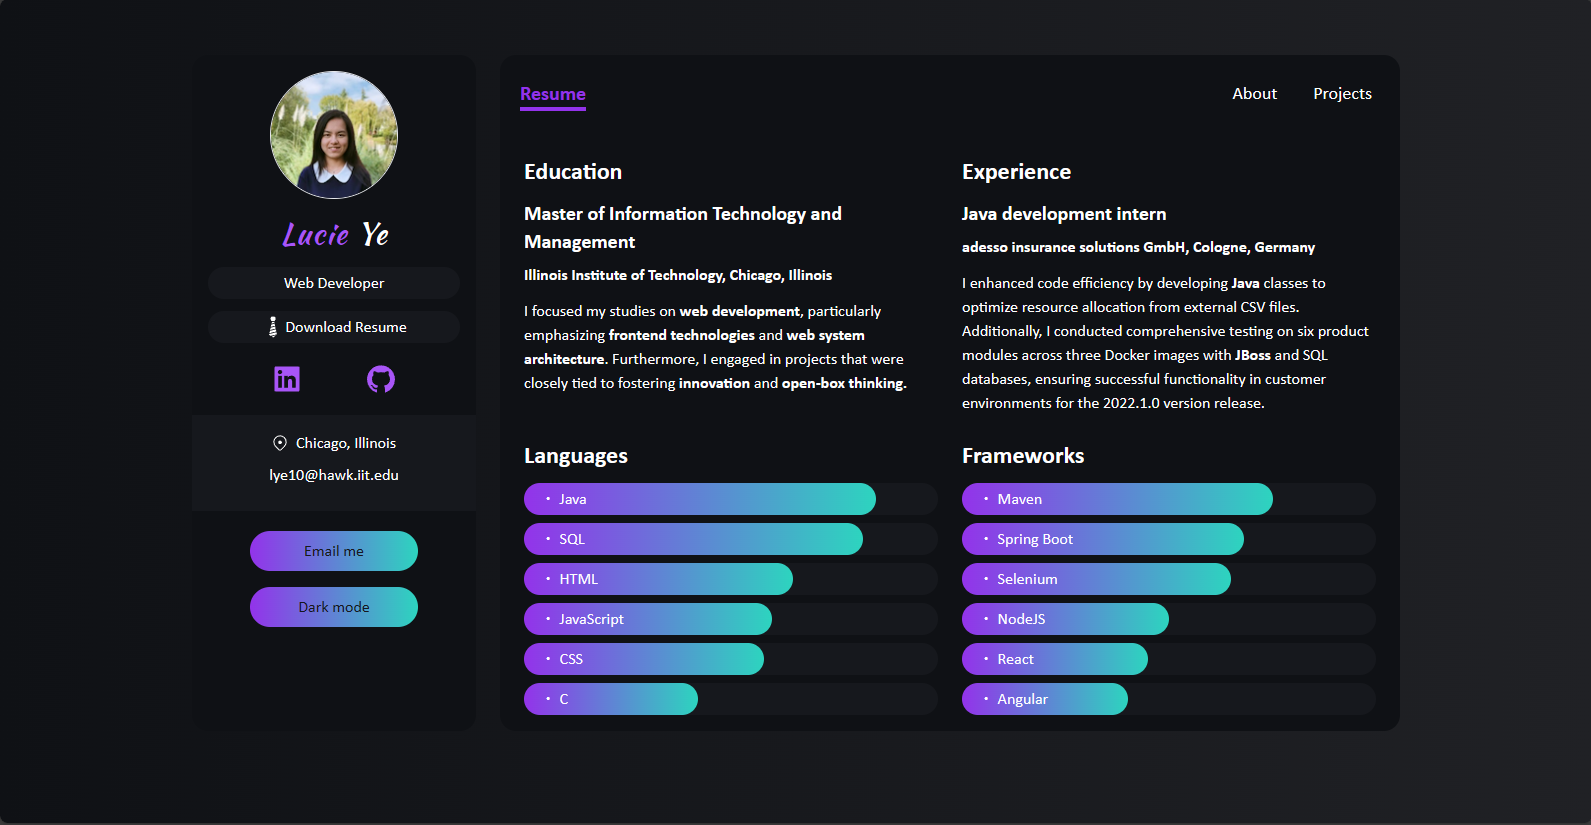 Lucie Ye
Web Developer
Download Resume
in
Chicago, Illinois
lye10@hawk.iit.edu
Email me
Dark mode
Resume
About
Projects
Education
Master of Information Technology and
Management
Illinois Institute of Technology, Chicago, Illinois
I focused my studies on web development, particularly
emphasizing frontend technologies and web system
architecture. Furthermore, I engaged in projects that were
closely tied to fostering innovation and open-box thinking.
Experience
Java development intern
adesso insurance solutions GmbH, Cologne, Germany
I enhanced code efficiency by developing Java classes to
optimize resource allocation from external CSV files.
Additionally, I conducted comprehensive testing on six product
modules across three Docker images with JBoss and SQL
databases, ensuring successful functionality in customer
environments for the 2022.1.0 version release.
Languages
• Java
• SQL
• HTML
• JavaScript
• CSS
• C
Frameworks
• Maven
• Spring Boot
• Selenium
• NodeJS
• React
• Angular